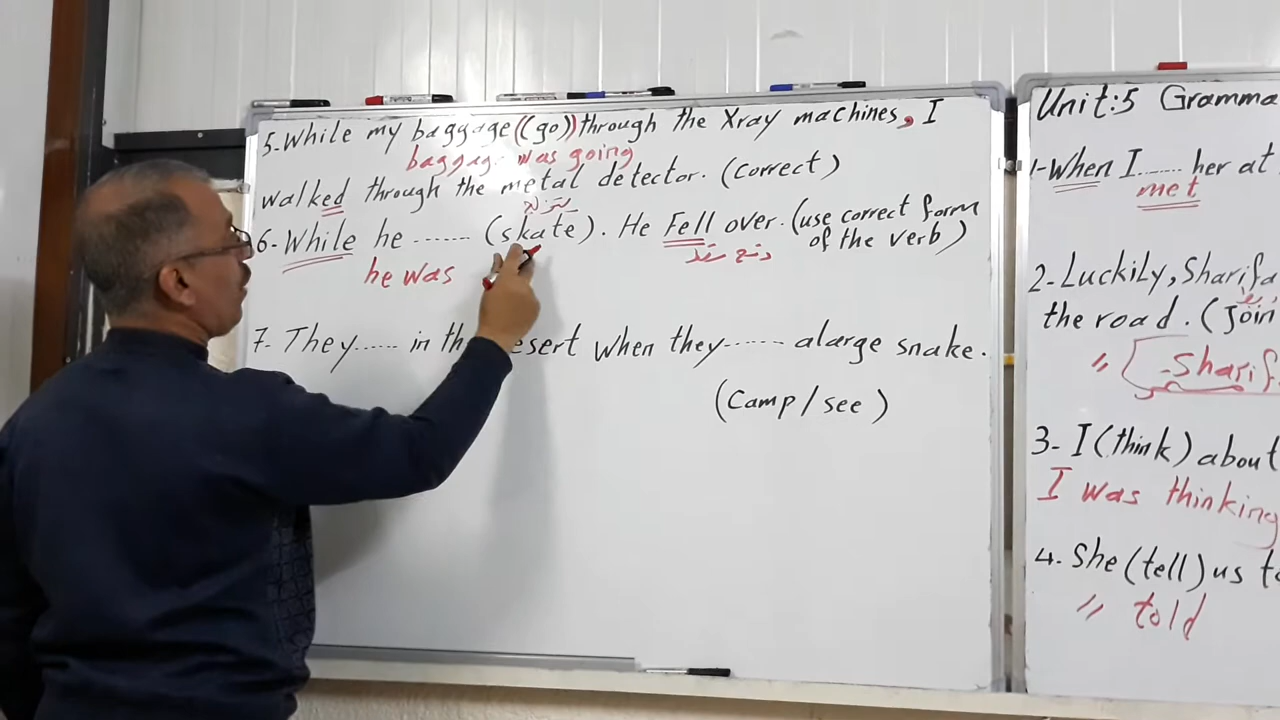 5. While my baggage ((go)) through the Xray machines, I
baggag. was going
walked through the metal detector. (correct)
يتزلج
6. While he ........ (skate). He Fell over. (use correct form
of the verb)
he was
7. They ...... in the desert when they ....... alarge snake.
(Camp/see)
Unit:5 Gramma
1- When I ....... her at
met
2. Luckily, Sharifa
the road. (join
" - Sharif
3- I (think) about
I was thinking
4. She (tell) us to
" told